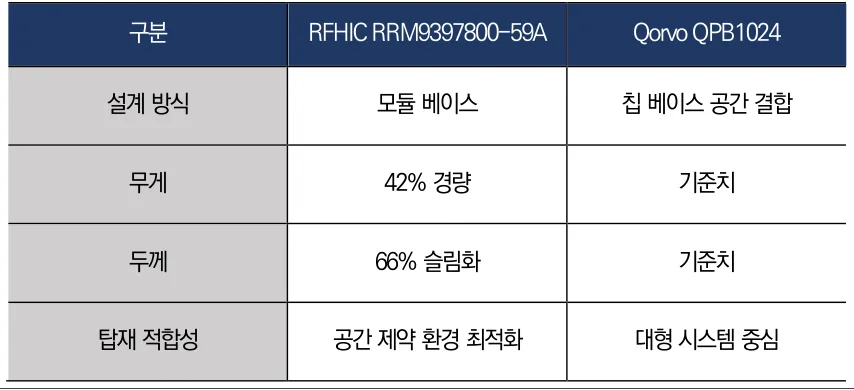 구분 RFHIC RRM9397800-59A Qorvo QPB1024
설계 방식 모듈 베이스 칩 베이스 공간 결합
무게 42% 경량 기준치
두께 66% 슬림화 기준치
탑재 적합성 공간 제약 환경 최적화 대형 시스템 중심